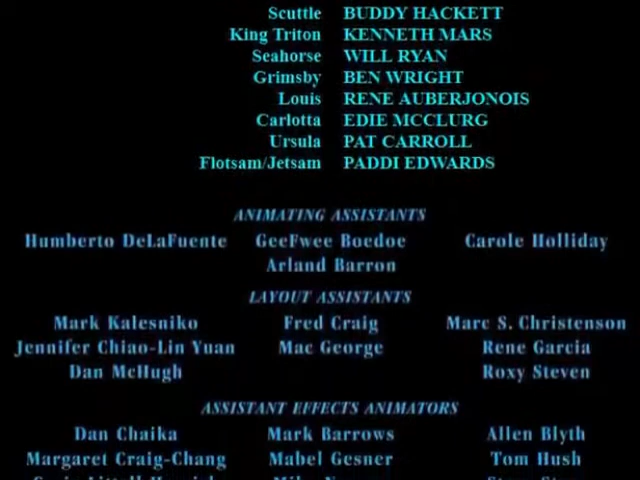 Scuttle BUDDY HACKETT
King Triton KENNETH MARS
Seahorse WILL RYAN
Grimsby BEN WRIGHT
Louis RENE AUBERJONOIS
Carlotta EDIE MCCLURG
Ursula PAT CARROLL
Flotsam/Jetsam PADDI EDWARDS
ANIMATING ASSISTANTS
Humberto DeLaFuente GeeFwee Boedoe Carole Holliday
Arland Barron
LAYOUT ASSISTANTS
Mark Kalesniko Fred Craig Marc S. Christenson
Jennifer Chiao-Lin Yuan Mac George Rene Garcia
Dan McHugh Roxy Steven
ASSISTANT EFFECTS ANIMATORS
Dan Chaika Mark Barrows Allen Blyth
Margaret Craig-Chang Mabel Gesner Tom Hush